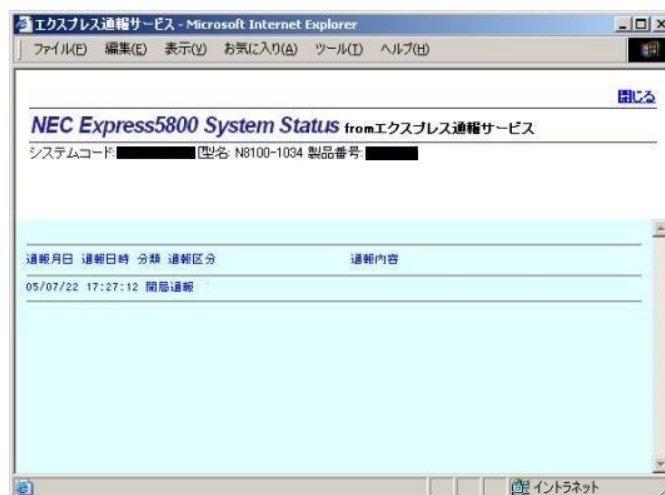 エクスプレス通報サービス - Microsoft Internet Explorer
ファイル(F) 編集(E) 表示(V) お気に入り(A) ツール(T) ヘルプ(H)
閉じる
NEC Express5800 System Status fromエクスプレス通報サービス
システムコード: 型名: N8100-1034 製品番号:
通報月日 通報日時 分類 通報区分 通報内容
05/07/22 17:27:12 開局通報
イントラネット